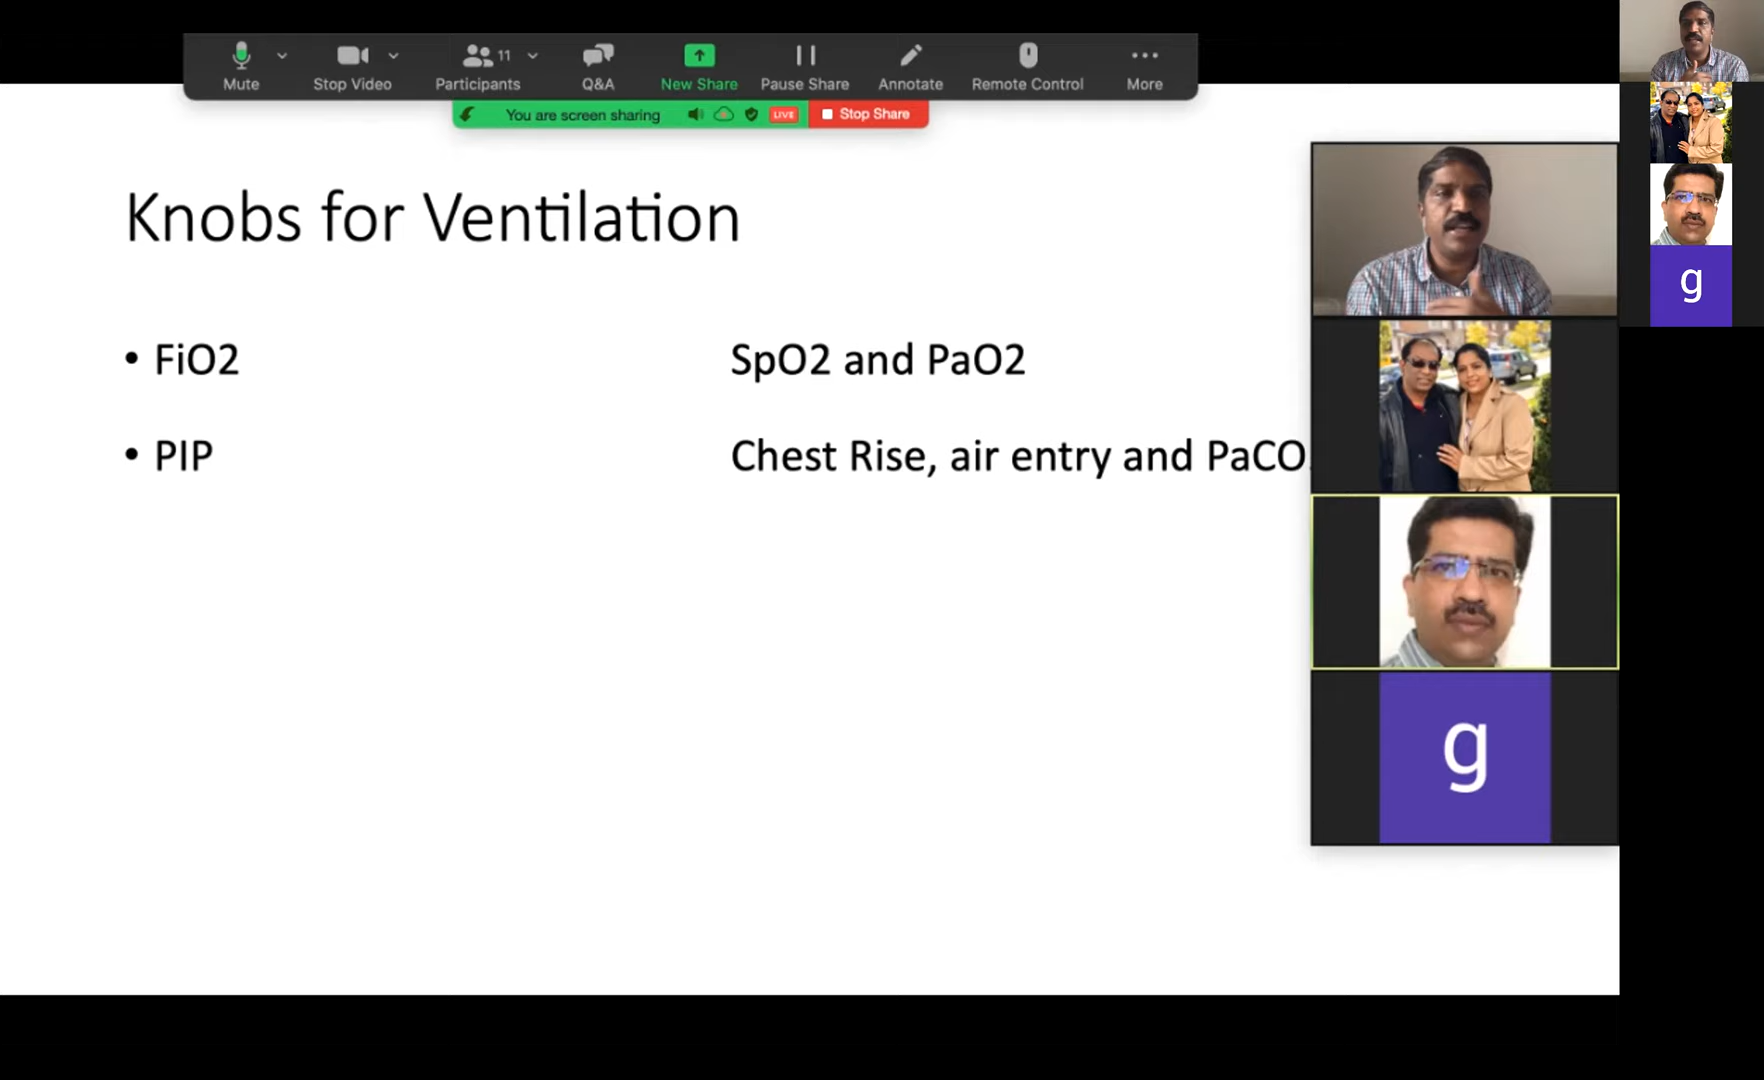 Mute
Stop Video
11
Participants
Q&A
New Share
Pause Share
Annotate
Remote Control
More
You are screen sharing
LIVE
Stop Share
Knobs for Ventilation
• FiO2 SpO2 and PaO2
• PIP Chest Rise, air entry and PaCO
g
g